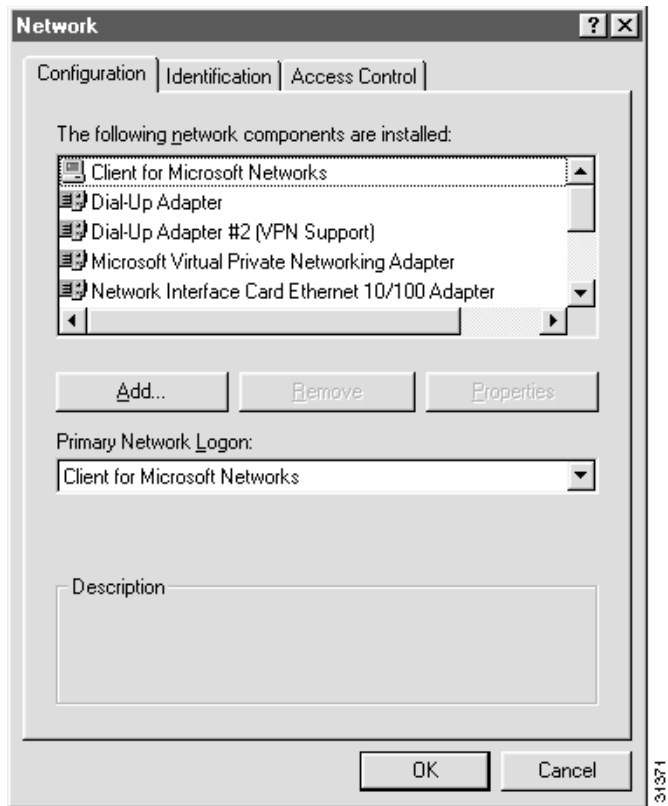 Network
Configuration Identification Access Control
The following network components are installed:
Client for Microsoft Networks
Dial-Up Adapter
Dial-Up Adapter #2 (VPN Support)
Microsoft Virtual Private Networking Adapter
Network Interface Card Ethernet 10/100 Adapter
Add... Remove Properties
Primary Network Logon:
Client for Microsoft Networks
Description
OK Cancel
31371